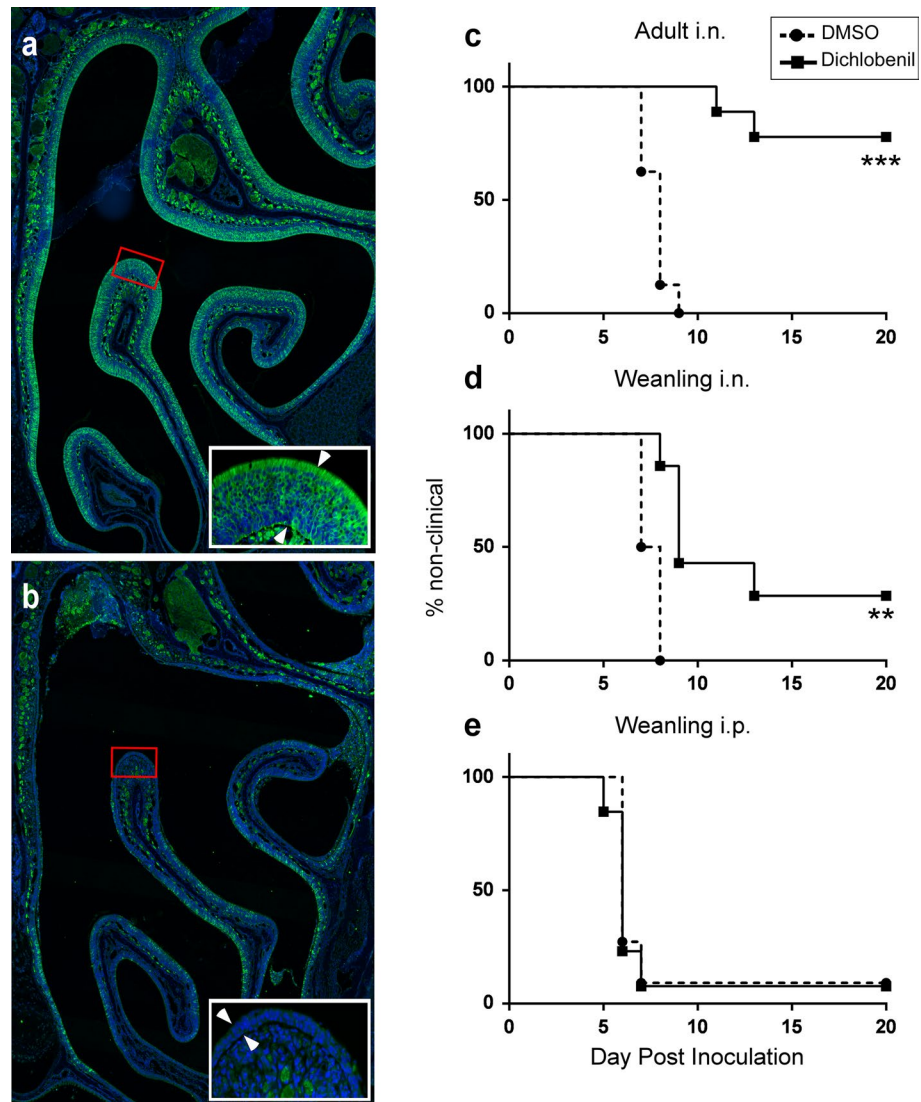 a
b
c
Adult i.n.
DMSO
Dichlobenil
100
50
0
0 5 10 15 20
***
d
Weanling i.n.
100
50
0
0 5 10 15 20
**
% non-clinical
e
Weanling i.p.
100
50
0
0 5 10 15 20
Day Post Inoculation